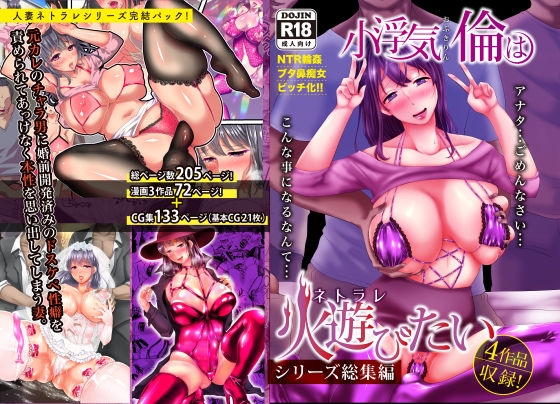 人妻ネトラレシリーズ完結パック!
元カレのチャラ男に婚前開発済みのドスケベ性癖を
責められてあっけなく本性を思い出してしまう妻。
総ページ数205ページ!
漫画3作品72ページ!
+
CG集133ページ(基本CG21枚)
DOJIN
R18
成人向け
NTR輪姦
ブタ鼻痴女
ビッチ化!!
小浮気 倫は
おやきりん
アナタ…ごめんなさい…
こんな事になるなんて…
ネトラレ
火遊びたい
シリーズ総集編
4作品
収録!